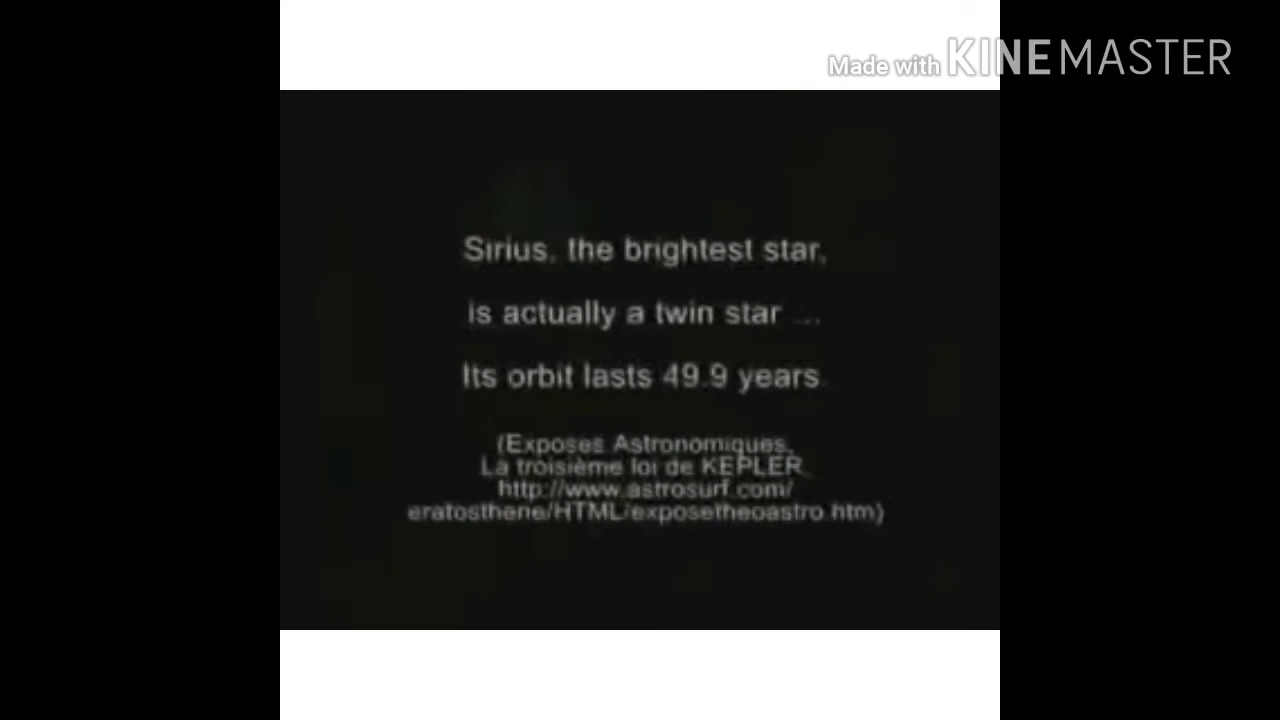 Made with KINEMASTER
Sirius, the brightest star,
is actually a twin star ...
Its orbit lasts 49.9 years.
(Exposes Astronomiques,
La troisième loi de KEPLER.
http://www.astrosurf.com/
eratosthene/HTML/exposetheoastro.htm)